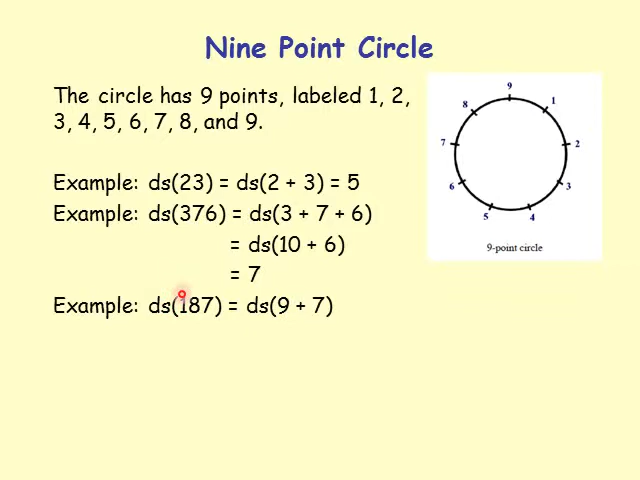 Nine Point Circle
The circle has 9 points, labeled 1, 2,
3, 4, 5, 6, 7, 8, and 9.
Example: ds(23) = ds(2 + 3) = 5
Example: ds(376) = ds(3 + 7 + 6)
= ds(10 + 6)
= 7
Example: ds(187) = ds(9 + 7)
9
1
2
3
4
5
6
7
8
9-point circle